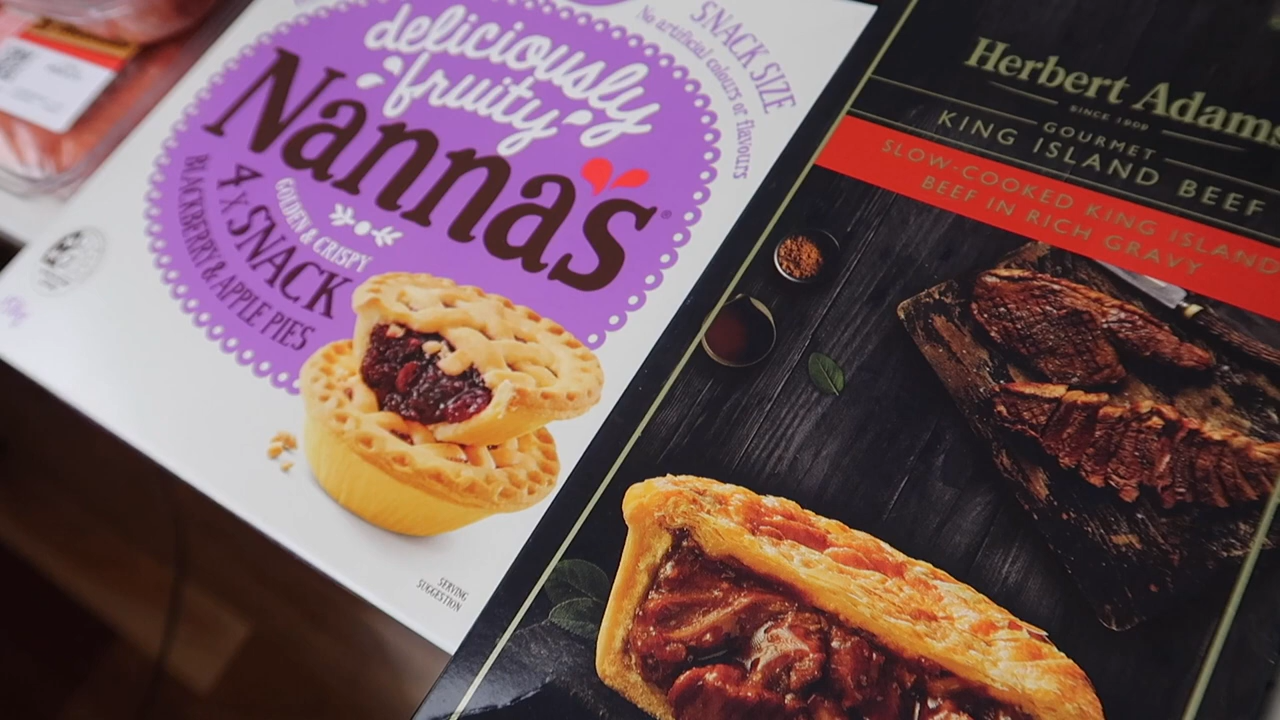 deliciously
fruity
Nanna's
®
4 x SNACK
GOLDEN & CRISPY
BLACKBERRY & APPLE PIES
SNACK SIZE
No artificial colours or flavours
SERVING
SUGGESTION
Herbert Adams
SINCE 1909
GOURMET
KING ISLAND BEEF
SLOW-COOKED KING ISLAND
BEEF IN RICH GRAVY